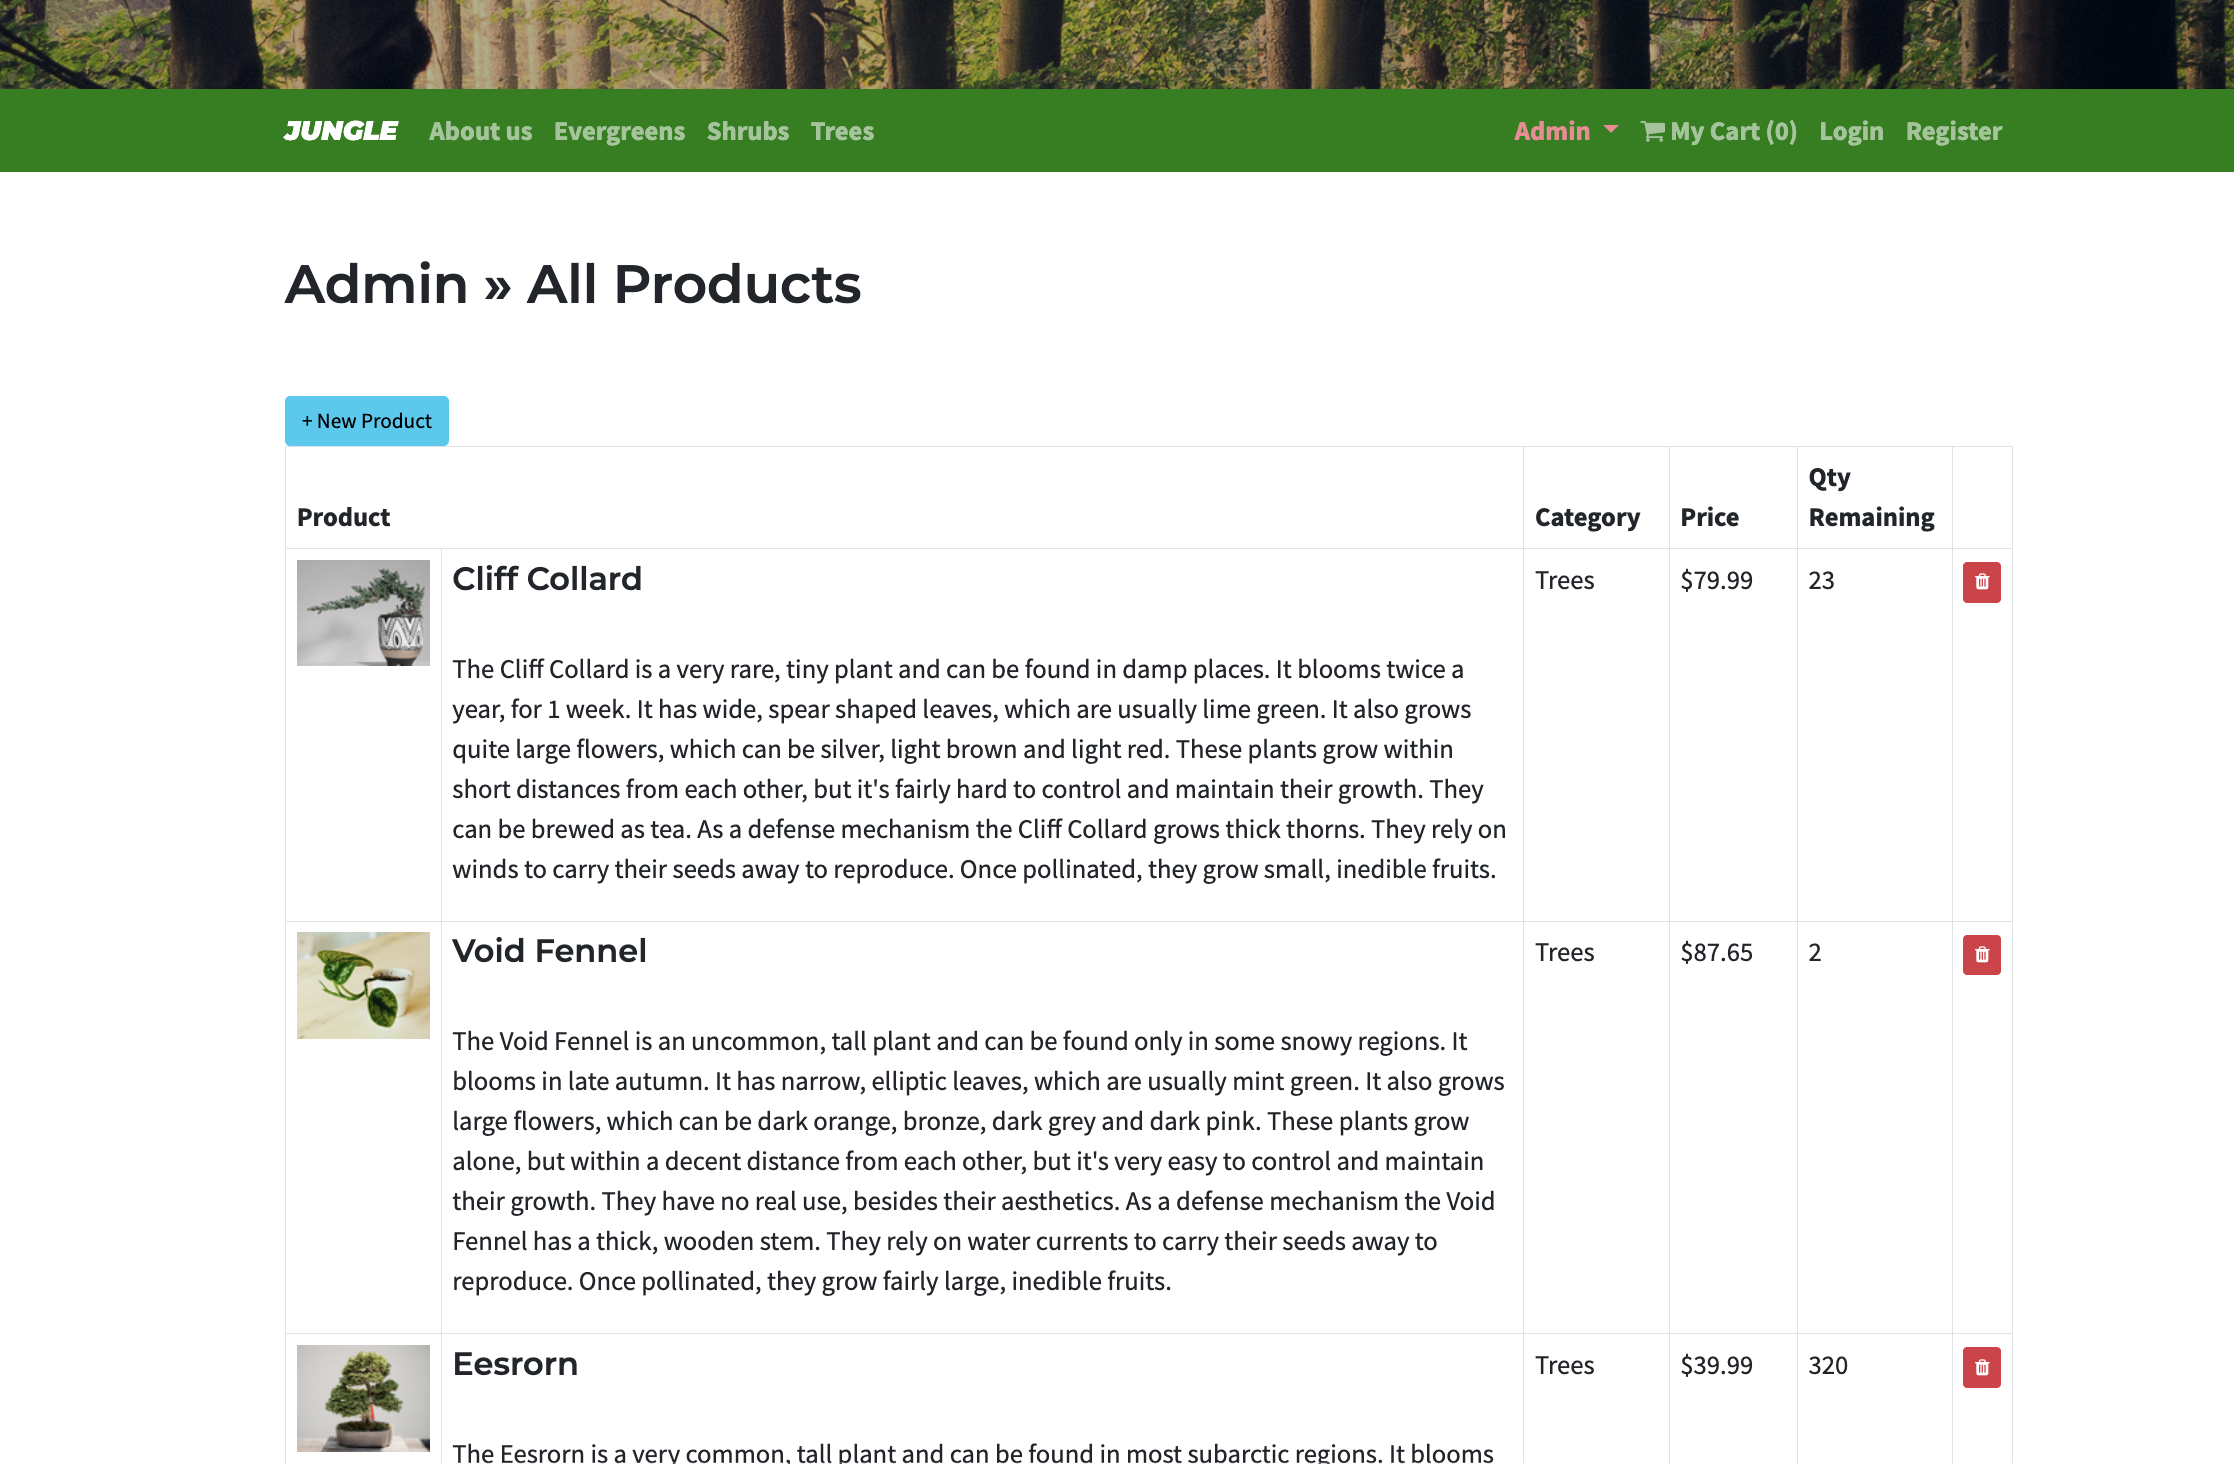 JUNGLE About us Evergreens Shrubs Trees Admin My Cart (0) Login Register
Admin » All Products
+ New Product
Product Category Price Qty Remaining
Cliff Collard Trees $79.99 23
The Cliff Collard is a very rare, tiny plant and can be found in damp places. It blooms twice a
year, for 1 week. It has wide, spear shaped leaves, which are usually lime green. It also grows
quite large flowers, which can be silver, light brown and light red. These plants grow within
short distances from each other, but it's fairly hard to control and maintain their growth. They
can be brewed as tea. As a defense mechanism the Cliff Collard grows thick thorns. They rely on
winds to carry their seeds away to reproduce. Once pollinated, they grow small, inedible fruits.
Void Fennel Trees $87.65 2
The Void Fennel is an uncommon, tall plant and can be found only in some snowy regions. It
blooms in late autumn. It has narrow, elliptic leaves, which are usually mint green. It also grows
large flowers, which can be dark orange, bronze, dark grey and dark pink. These plants grow
alone, but within a decent distance from each other, but it's very easy to control and maintain
their growth. They have no real use, besides their aesthetics. As a defense mechanism the Void
Fennel has a thick, wooden stem. They rely on water currents to carry their seeds away to
reproduce. Once pollinated, they grow fairly large, inedible fruits.
Eesrorn Trees $39.99 320
The Eesrorn is a very common, tall plant and can be found in most subarctic regions. It blooms